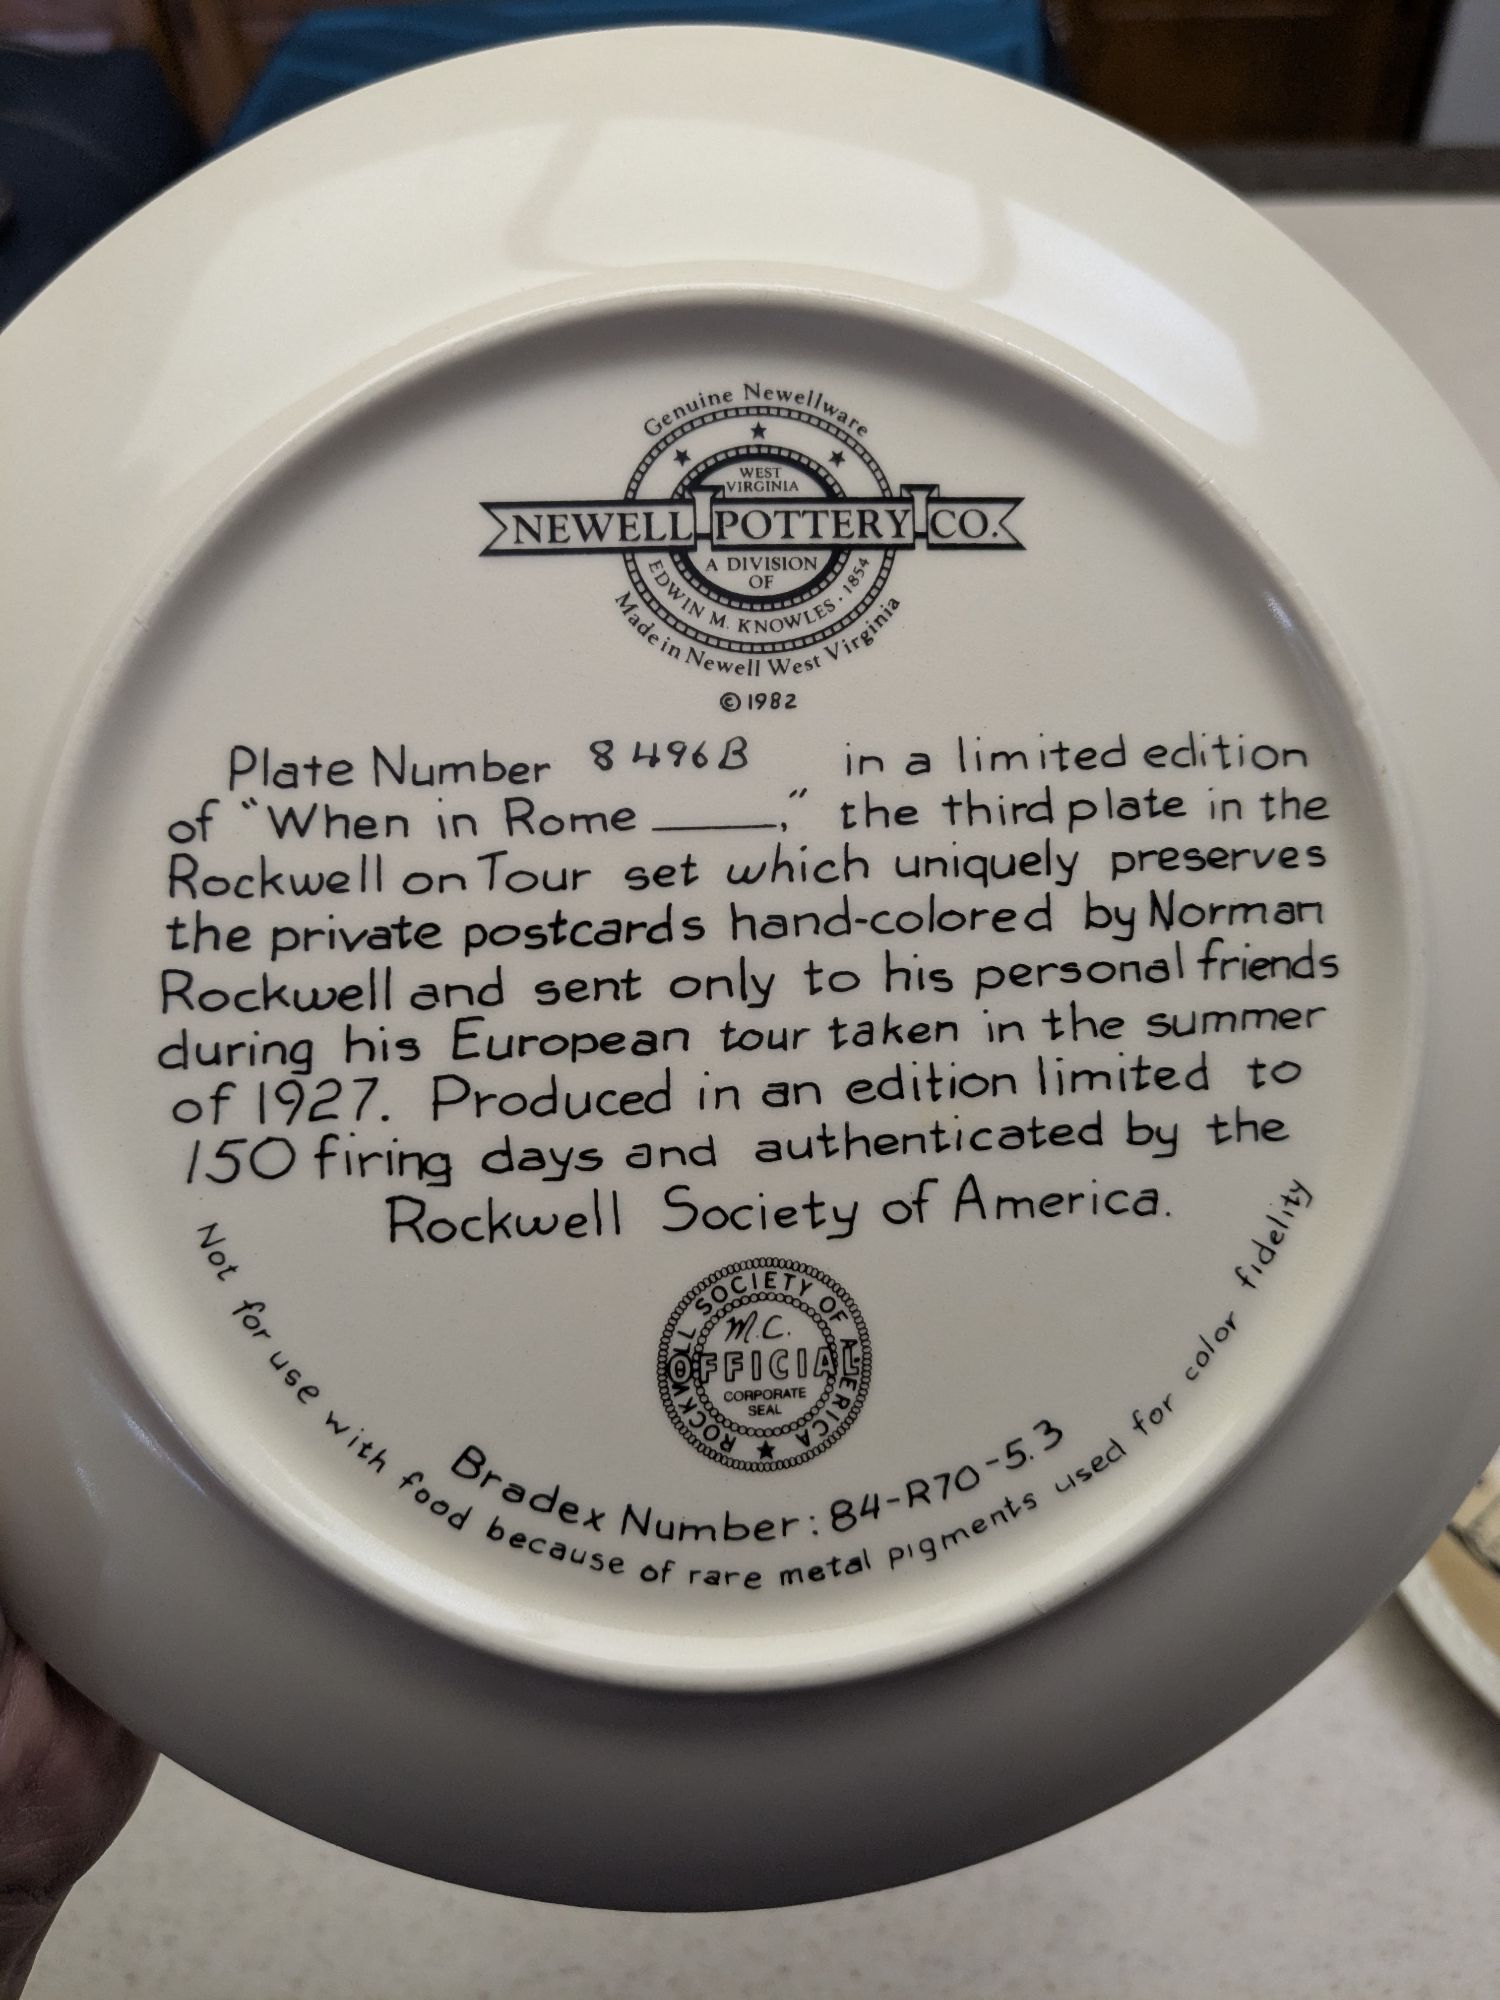 Genuine Newellware
WEST
VIRGINIA
NEWELL POTTERY CO.
A DIVISION
OF
EDWIN M. KNOWLES · 1854
Made in Newell West Virginia
©1982
Plate Number 8496B in a limited edition
of "When in Rome ____," the third plate in the
Rockwell on Tour set which uniquely preserves
the private postcards hand-colored by Norman
Rockwell and sent only to his personal friends
during his European tour taken in the summer
of 1927. Produced in an edition limited to
150 firing days and authenticated by the
Rockwell Society of America.
ROCKWELL SOCIETY OF AMERICA
M.C.
OFFICIAL
CORPORATE
SEAL
Bradex Number: 84-R70-5.3
Not for use with food because of rare metal pigments used for color fidelity